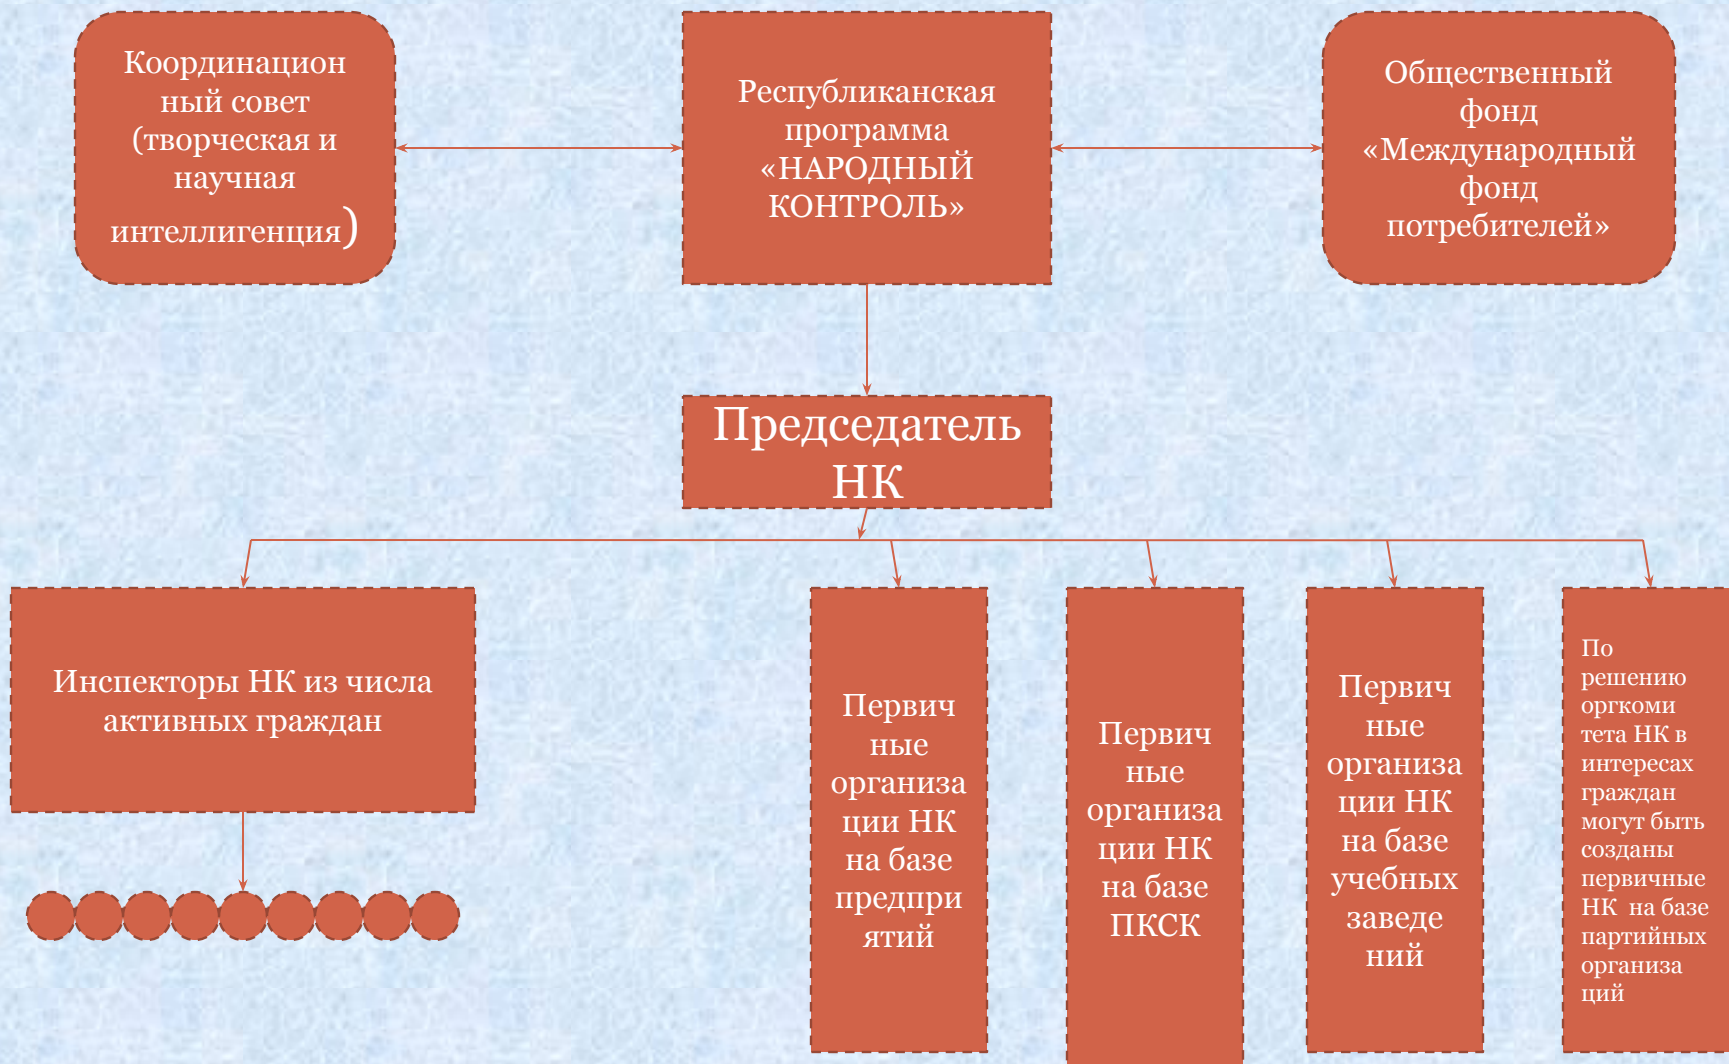 Координацион
ный совет
(творческая и
научная
интеллигенция)
Республиканская
программа
«НАРОДНЫЙ
КОНТРОЛЬ»
Общественный
фонд
«Международный
фонд
потребителей»
Председатель
НК
Инспекторы НК из числа
активных граждан
Первич
ные
организа
ции НК
на базе
предпри
ятий
Первич
ные
организа
ции НК
на базе
ПКСК
Первич
ные
организа
ции НК
на базе
учебных
заведе
ний
По
решению
оргкоми
тета НК в
интересах
граждан
могут быть
созданы
первичные
НК на базе
партийных
организа
ций